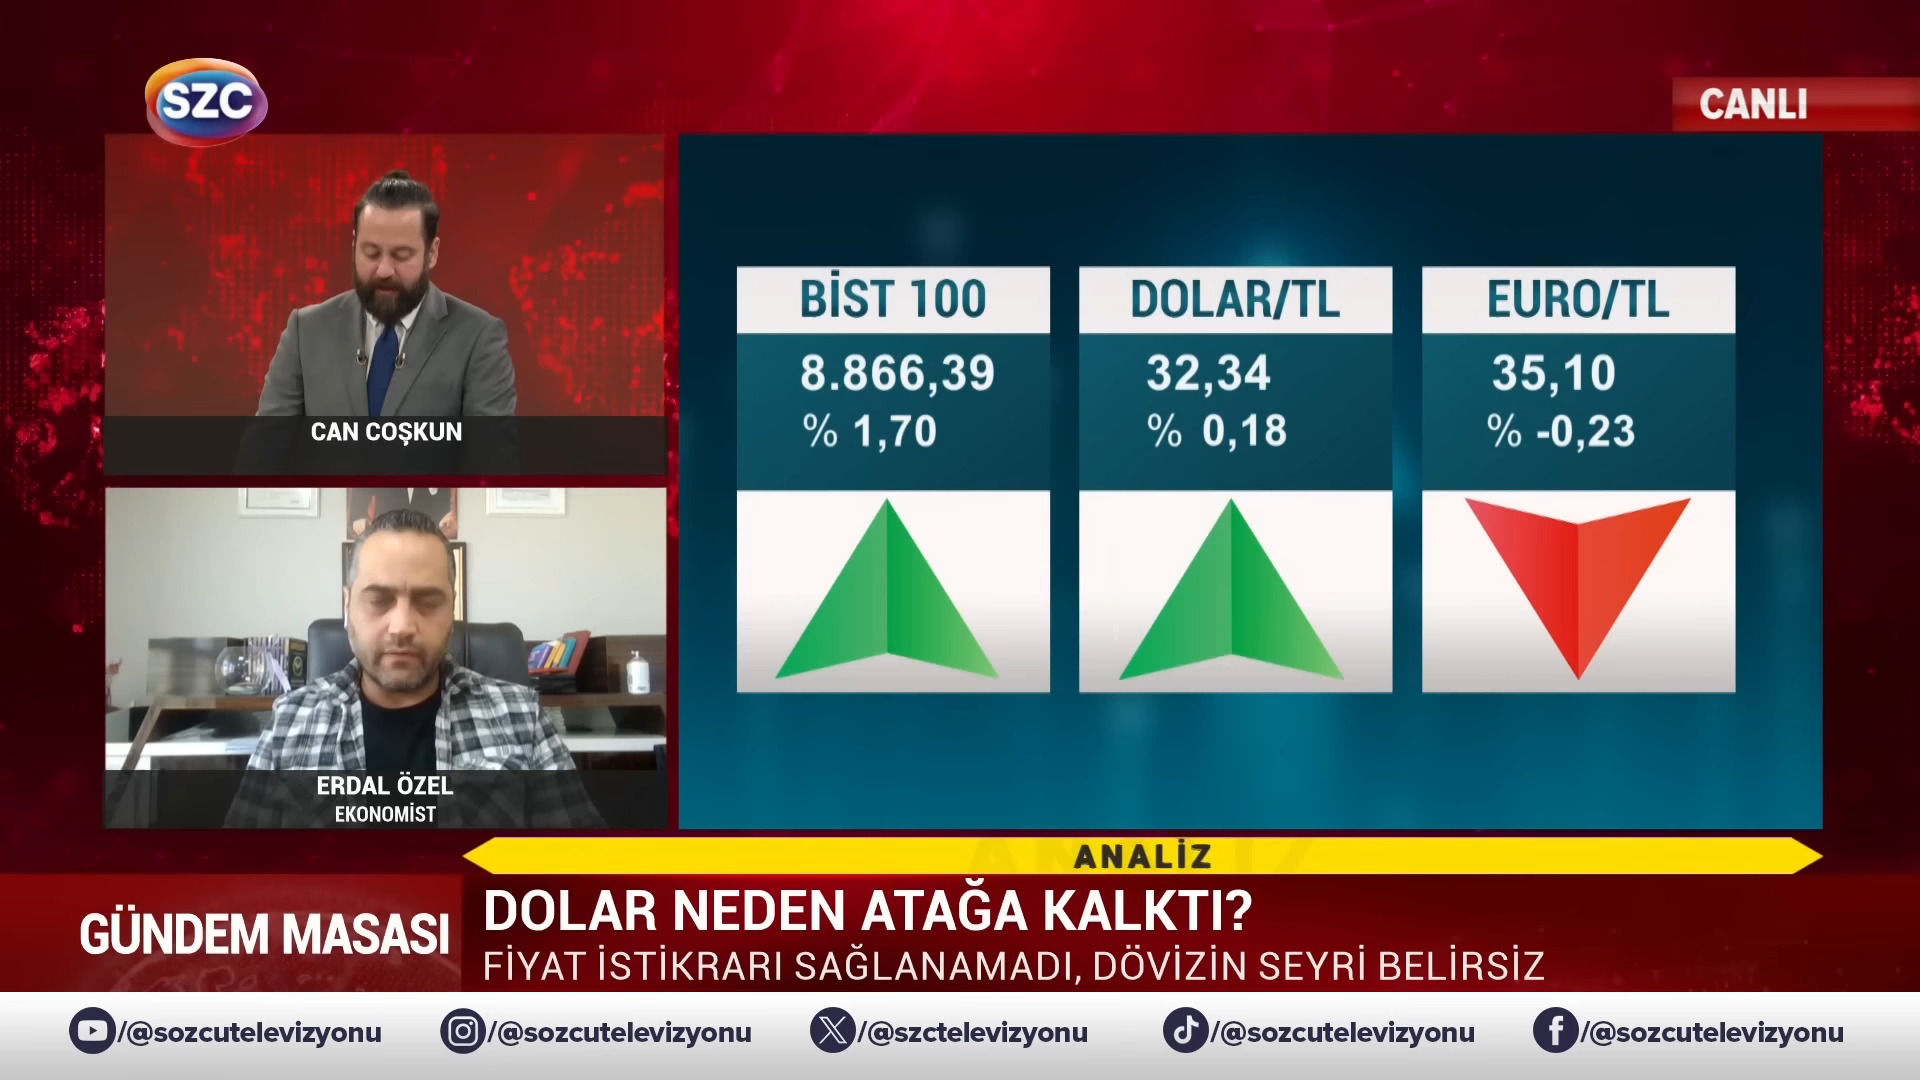 SZC
CANLI
CAN COŞKUN
ERDAL ÖZEL
EKONOMİST
BİST 100
8.866,39
% 1,70
DOLAR/TL
32,34
% 0,18
EURO/TL
35,10
% -0,23
ANALİZ
GÜNDEM MASASI
DOLAR NEDEN ATAĞA KALKTI?
FİYAT İSTİKRARI SAĞLANAMADI, DÖVİZİN SEYRİ BELİRSİZ
/@sozcutelevizyonu
/@sozcutelevizyonu
/@szctelevizyonu
/@sozcutelevizyonu
/@sozcutelevizyonu